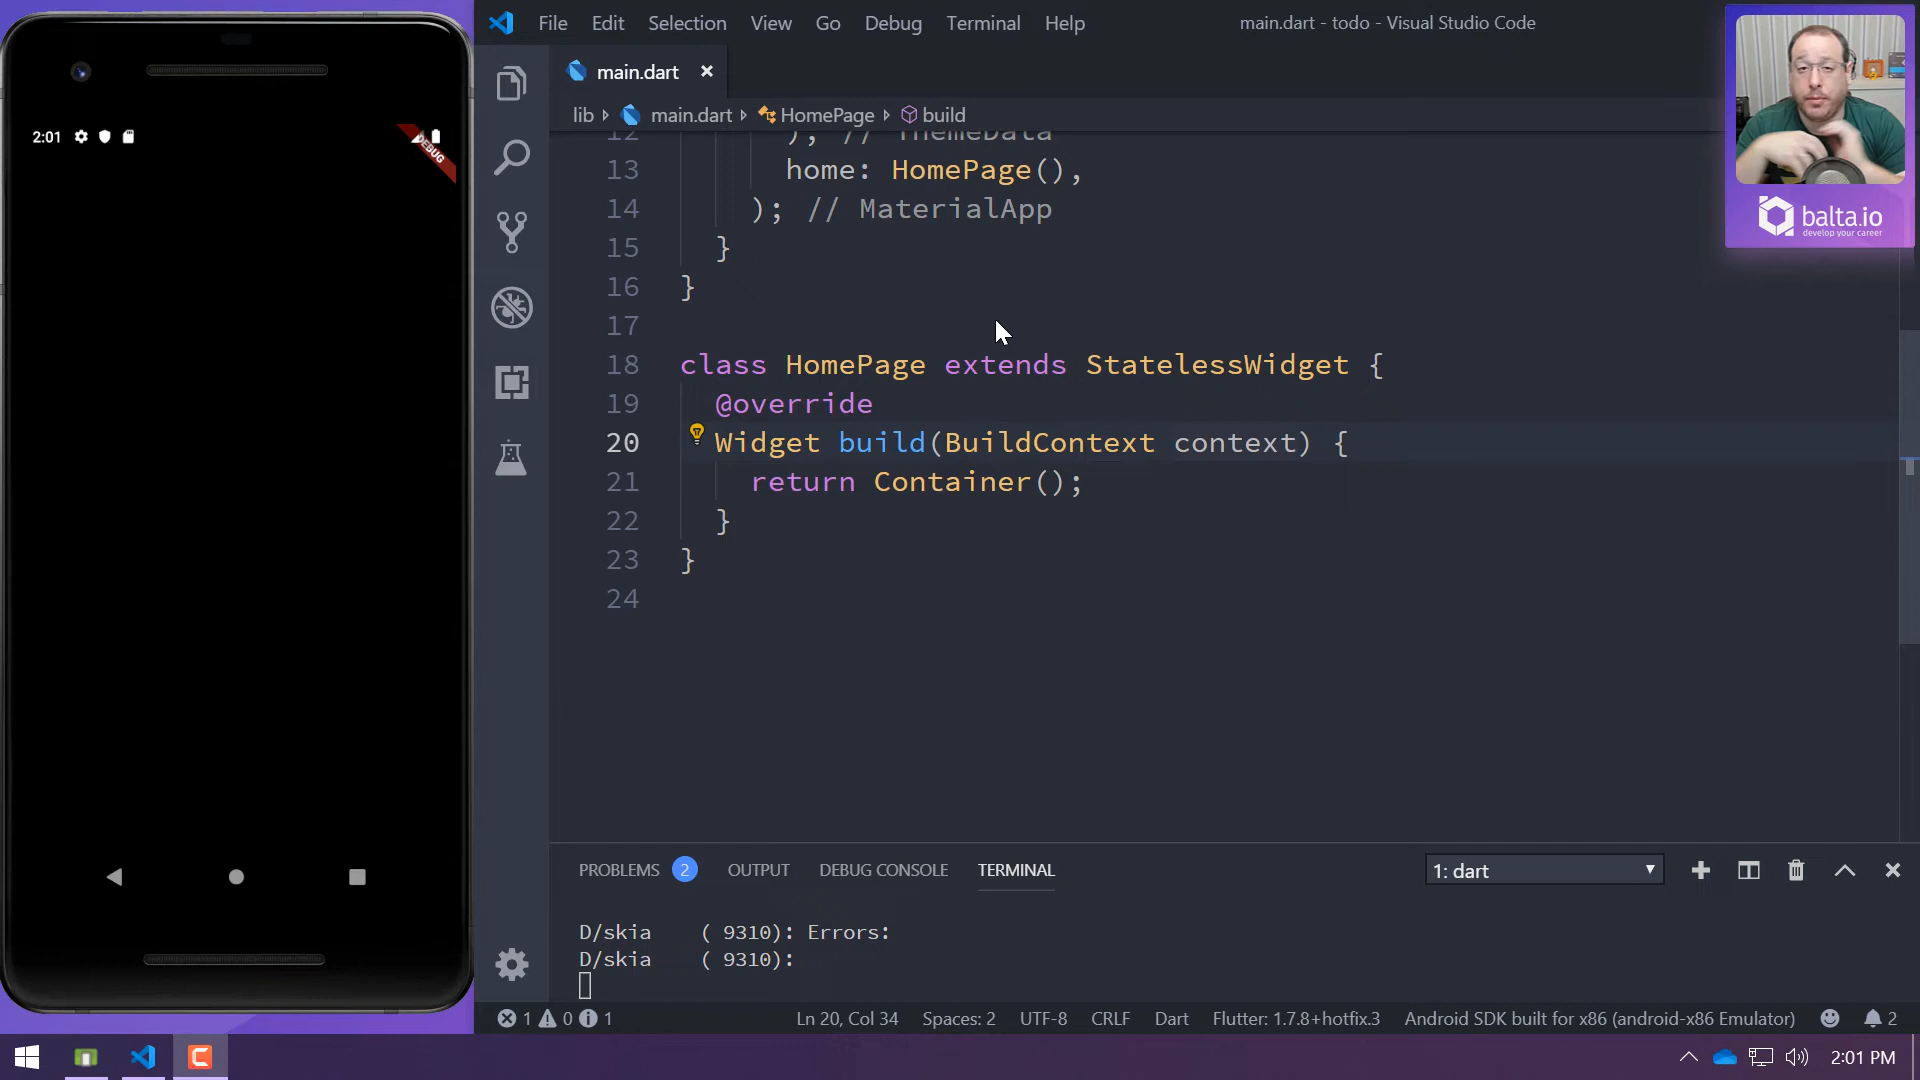 2:01
DEBUG
File Edit Selection View Go Debug Terminal Help
main.dart - todo - Visual Studio Code
balta.io
develop your career
main.dart
lib main.dart HomePage build
12 ); // ThemeData
13 home: HomePage(),
14 ); // MaterialApp
15 }
16 }
17
18 class HomePage extends StatelessWidget {
19 @override
20 Widget build(BuildContext context) {
21 return Container();
22 }
23 }
24
PROBLEMS 2 OUTPUT DEBUG CONSOLE TERMINAL 1: dart
D/skia ( 9310): Errors:
D/skia ( 9310):
1 0 1 Ln 20, Col 34 Spaces: 2 UTF-8 CRLF Dart Flutter: 1.7.8+hotfix.3 Android SDK built for x86 (android-x86 Emulator) 2
2:01 PM